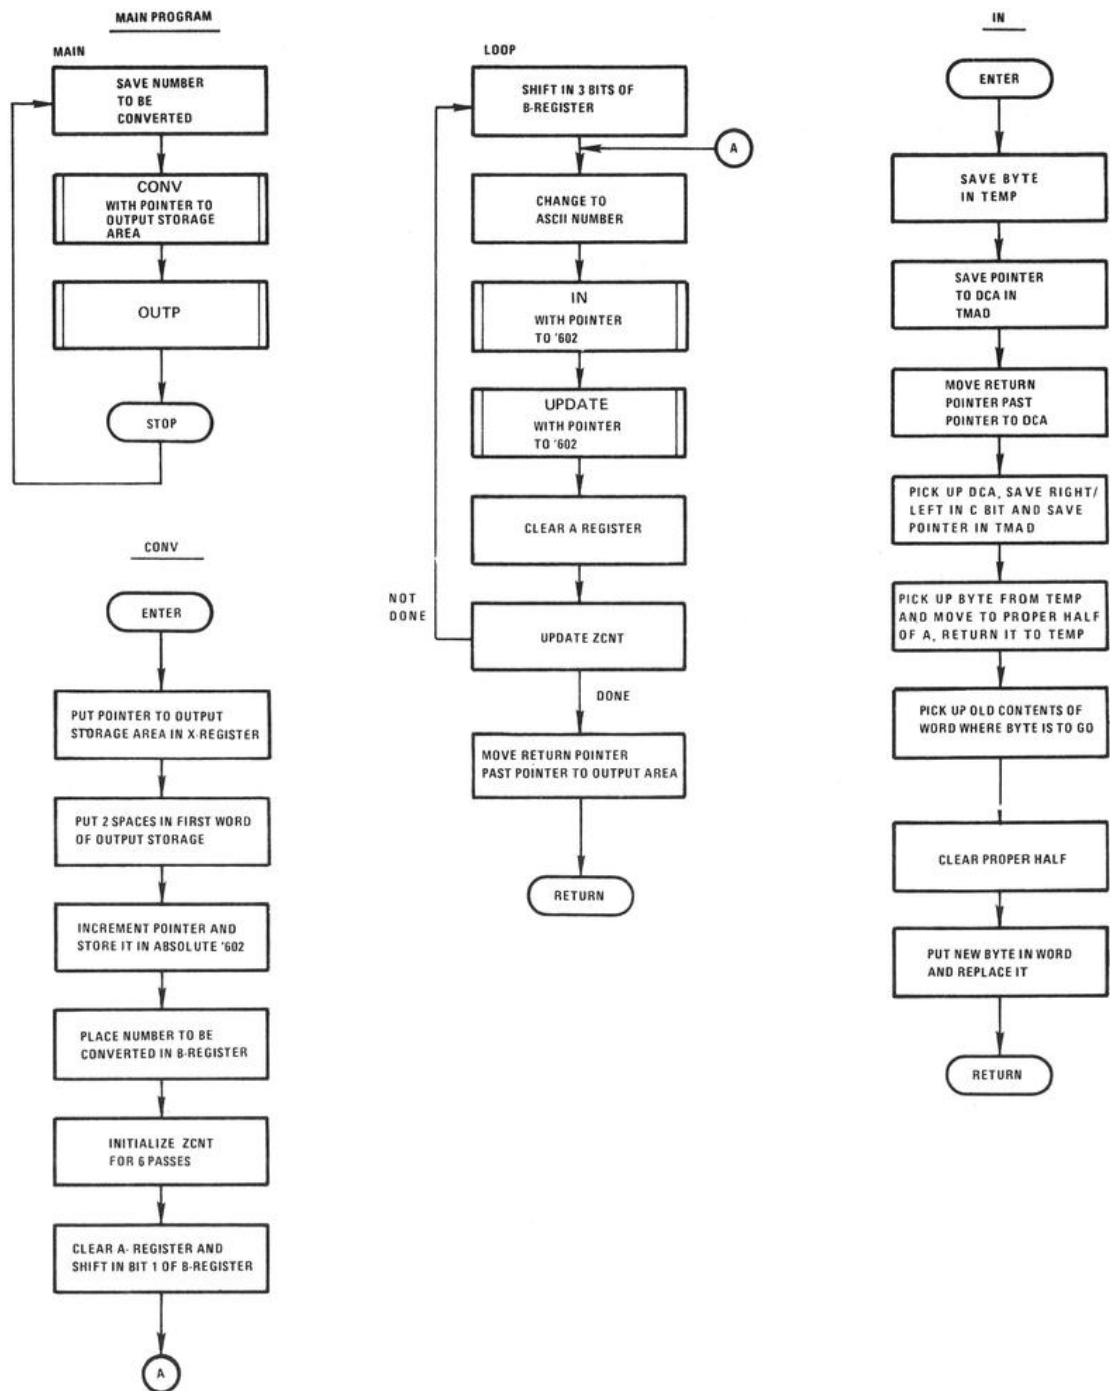 MAIN PROGRAM
MAIN
SAVE NUMBER
TO BE
CONVERTED
CONV
WITH POINTER TO
OUTPUT STORAGE
AREA
OUTP
STOP
CONV
ENTER
PUT POINTER TO OUTPUT
STORAGE AREA IN X-REGISTER
PUT 2 SPACES IN FIRST WORD
OF OUTPUT STORAGE
INCREMENT POINTER AND
STORE IT IN ABSOLUTE '602
PLACE NUMBER TO BE
CONVERTED IN B-REGISTER
INITIALIZE ZCNT
FOR 6 PASSES
CLEAR A- REGISTER AND
SHIFT IN BIT 1 OF B-REGISTER
A
LOOP
SHIFT IN 3 BITS OF
B-REGISTER
A
CHANGE TO
ASCII NUMBER
IN
WITH POINTER
TO '602
UPDATE
WITH POINTER
TO '602
CLEAR A REGISTER
NOT
DONE
UPDATE ZCNT
DONE
MOVE RETURN POINTER
PAST POINTER TO OUTPUT AREA
RETURN
IN
ENTER
SAVE BYTE
IN TEMP
SAVE POINTER
TO DCA IN
TMAD
MOVE RETURN
POINTER PAST
POINTER TO DCA
PICK UP DCA, SAVE RIGHT/
LEFT IN C BIT AND SAVE
POINTER IN TMAD
PICK UP BYTE FROM TEMP
AND MOVE TO PROPER HALF
OF A, RETURN IT TO TEMP
PICK UP OLD CONTENTS OF
WORD WHERE BYTE IS TO GO
CLEAR PROPER HALF
PUT NEW BYTE IN WORD
AND REPLACE IT
RETURN